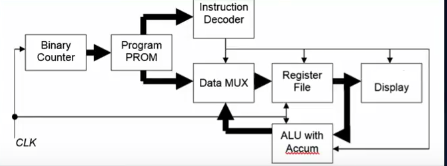 Instruction
Decoder
Binary
Counter
Program
PROM
Data MUX
Register
File
Display
ALU with
Accum
CLK